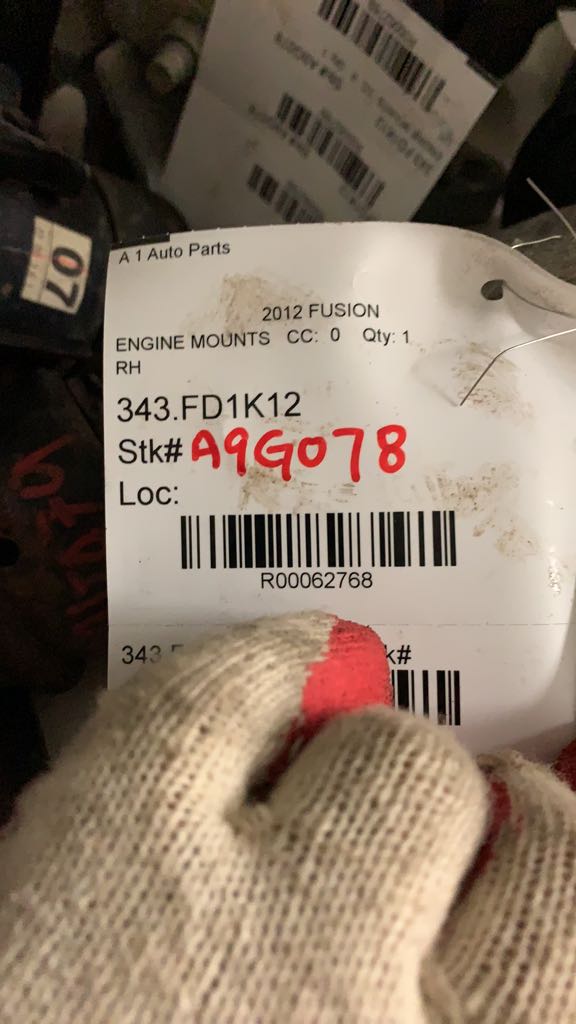 A 1 Auto Parts
2012 FUSION
ENGINE MOUNTS CC: 0 Qty: 1
RH
343.FD1K12
Stk# A9G078
Loc:
R00062768
343
k#
07